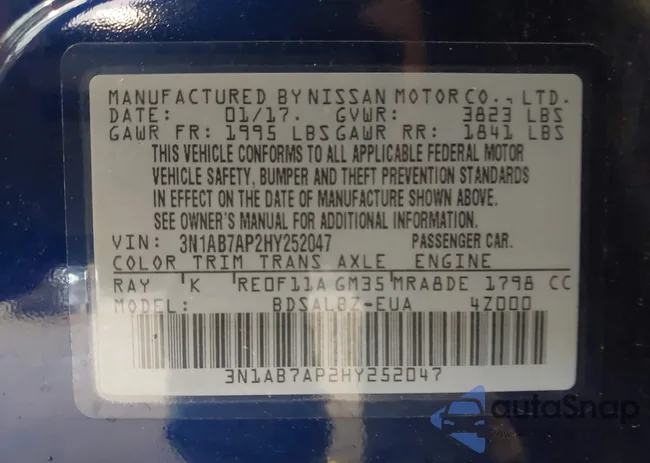 MANUFACTURED BY NISSAN MOTOR CO., LTD.
DATE: 01/17. GVWR: 3823 LBS
GAWR FR: 1995 LBS GAWR RR: 1841 LBS
THIS VEHICLE CONFORMS TO ALL APPLICABLE FEDERAL MOTOR
VEHICLE SAFETY, BUMPER AND THEFT PREVENTION STANDARDS
IN EFFECT ON THE DATE OF MANUFACTURE SHOWN ABOVE.
SEE OWNER'S MANUAL FOR ADDITIONAL INFORMATION.
VIN: 3N1AB7AP2HY252047 PASSENGER CAR.
COLOR TRIM TRANS AXLE ENGINE
RAY K RE0F11A GM35 MRA8DE 1798 CC
MODEL: BDSALBZ-EUA 4Z000
3N1AB7AP2HY252047
autoSnap